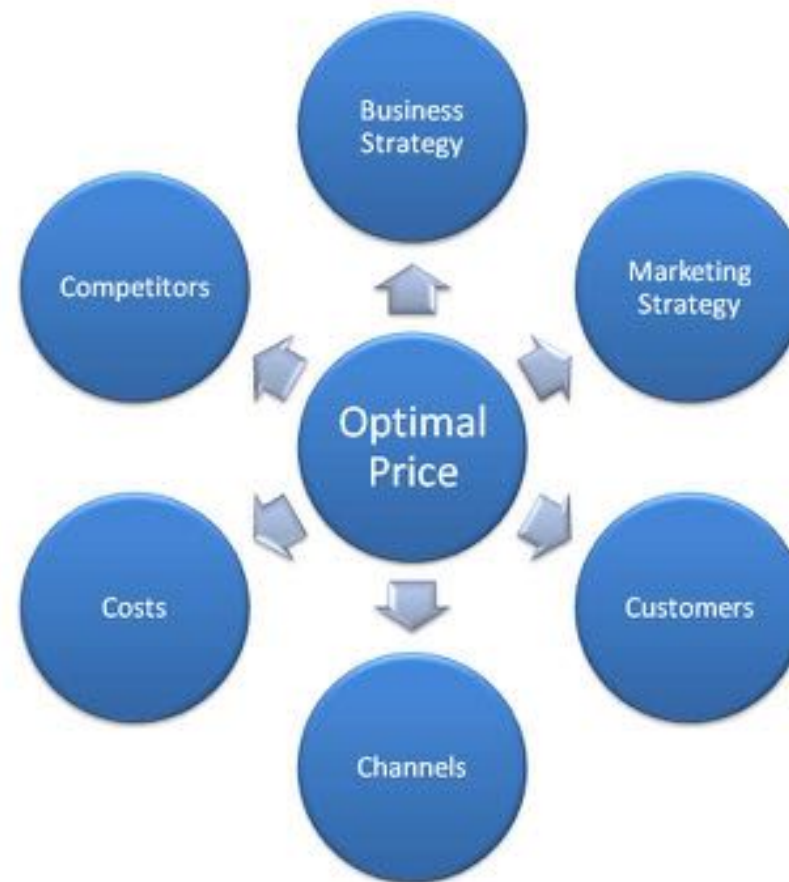 Business
Strategy
Competitors
Marketing
Strategy
Optimal
Price
Costs
Customers
Channels